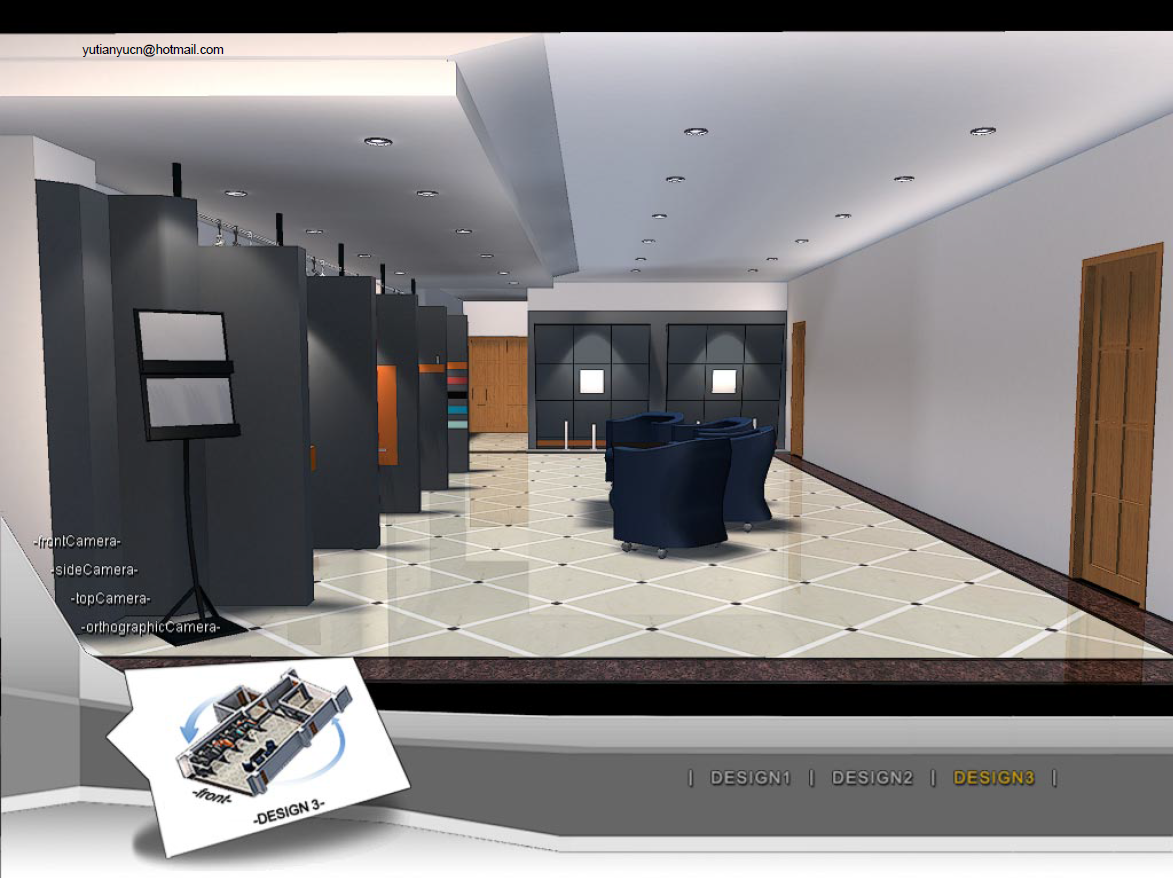 yutianyucn@hotmail.com
-frontCamera-
-sideCamera-
-topCamera-
-orthographicCamera-
-front-
-DESIGN 3-
| DESIGN1 | DESIGN2 | DESIGN3 |